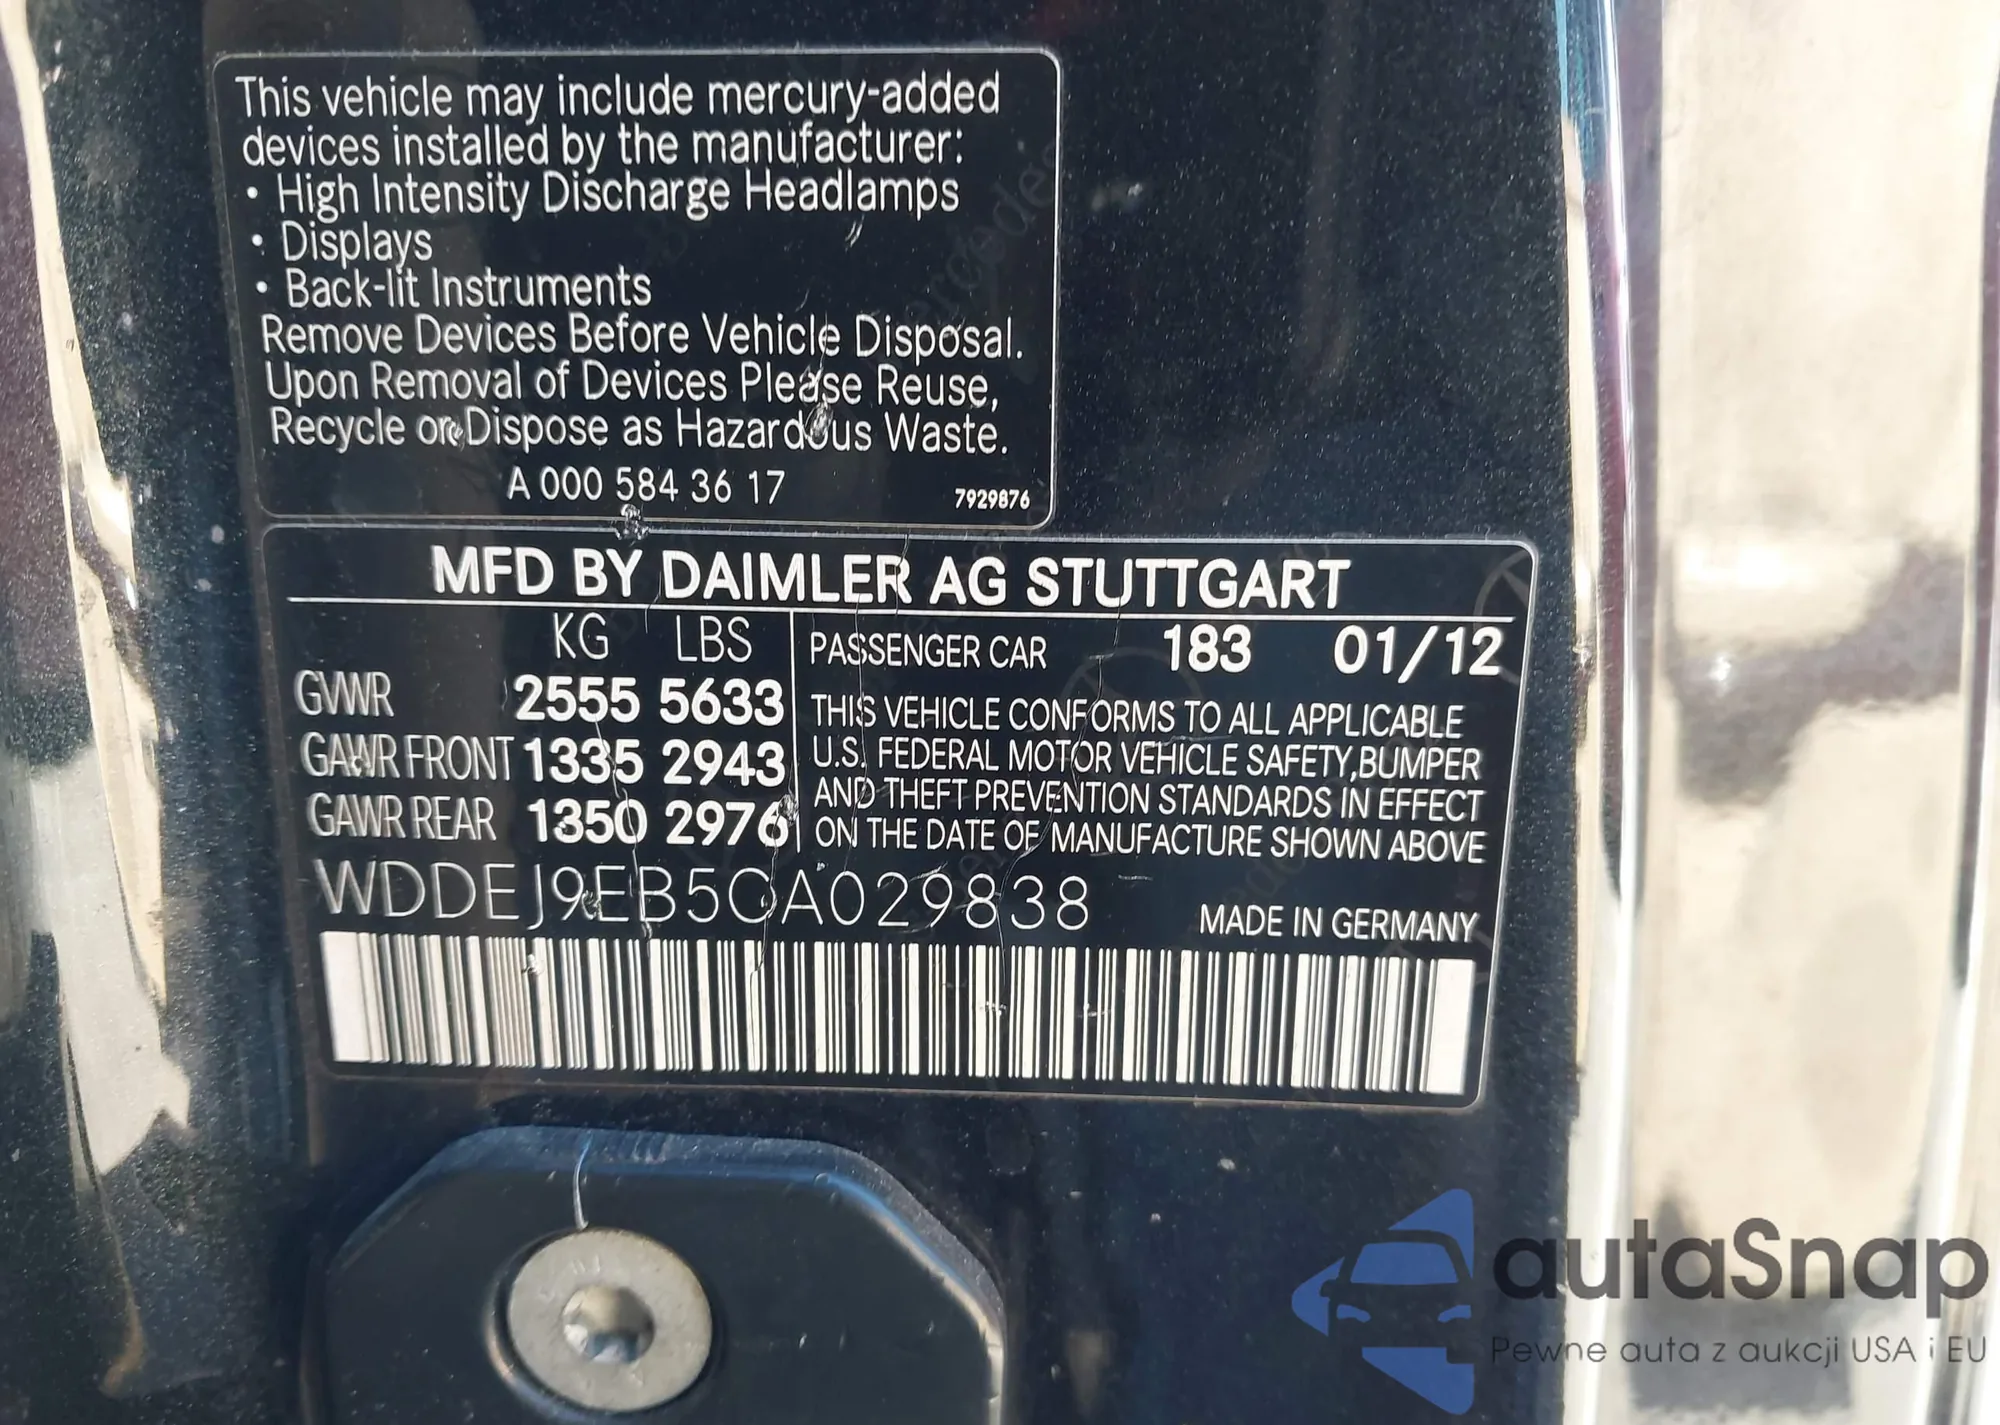 This vehicle may include mercury-added
devices installed by the manufacturer:
• High Intensity Discharge Headlamps
• Displays
• Back-lit Instruments
Remove Devices Before Vehicle Disposal.
Upon Removal of Devices Please Reuse,
Recycle or Dispose as Hazardous Waste.
A 000 584 36 17
7929876
MFD BY DAIMLER AG STUTTGART
KG LBS
GVWR 2555 5633
GAWR FRONT 1335 2943
GAWR REAR 1350 2976
PASSENGER CAR 183 01/12
THIS VEHICLE CONFORMS TO ALL APPLICABLE
U.S. FEDERAL MOTOR VEHICLE SAFETY,BUMPER
AND THEFT PREVENTION STANDARDS IN EFFECT
ON THE DATE OF MANUFACTURE SHOWN ABOVE
WDDEJ9EB5CA029838
MADE IN GERMANY
autaSnap
Pewne auta z aukcji USA i EU